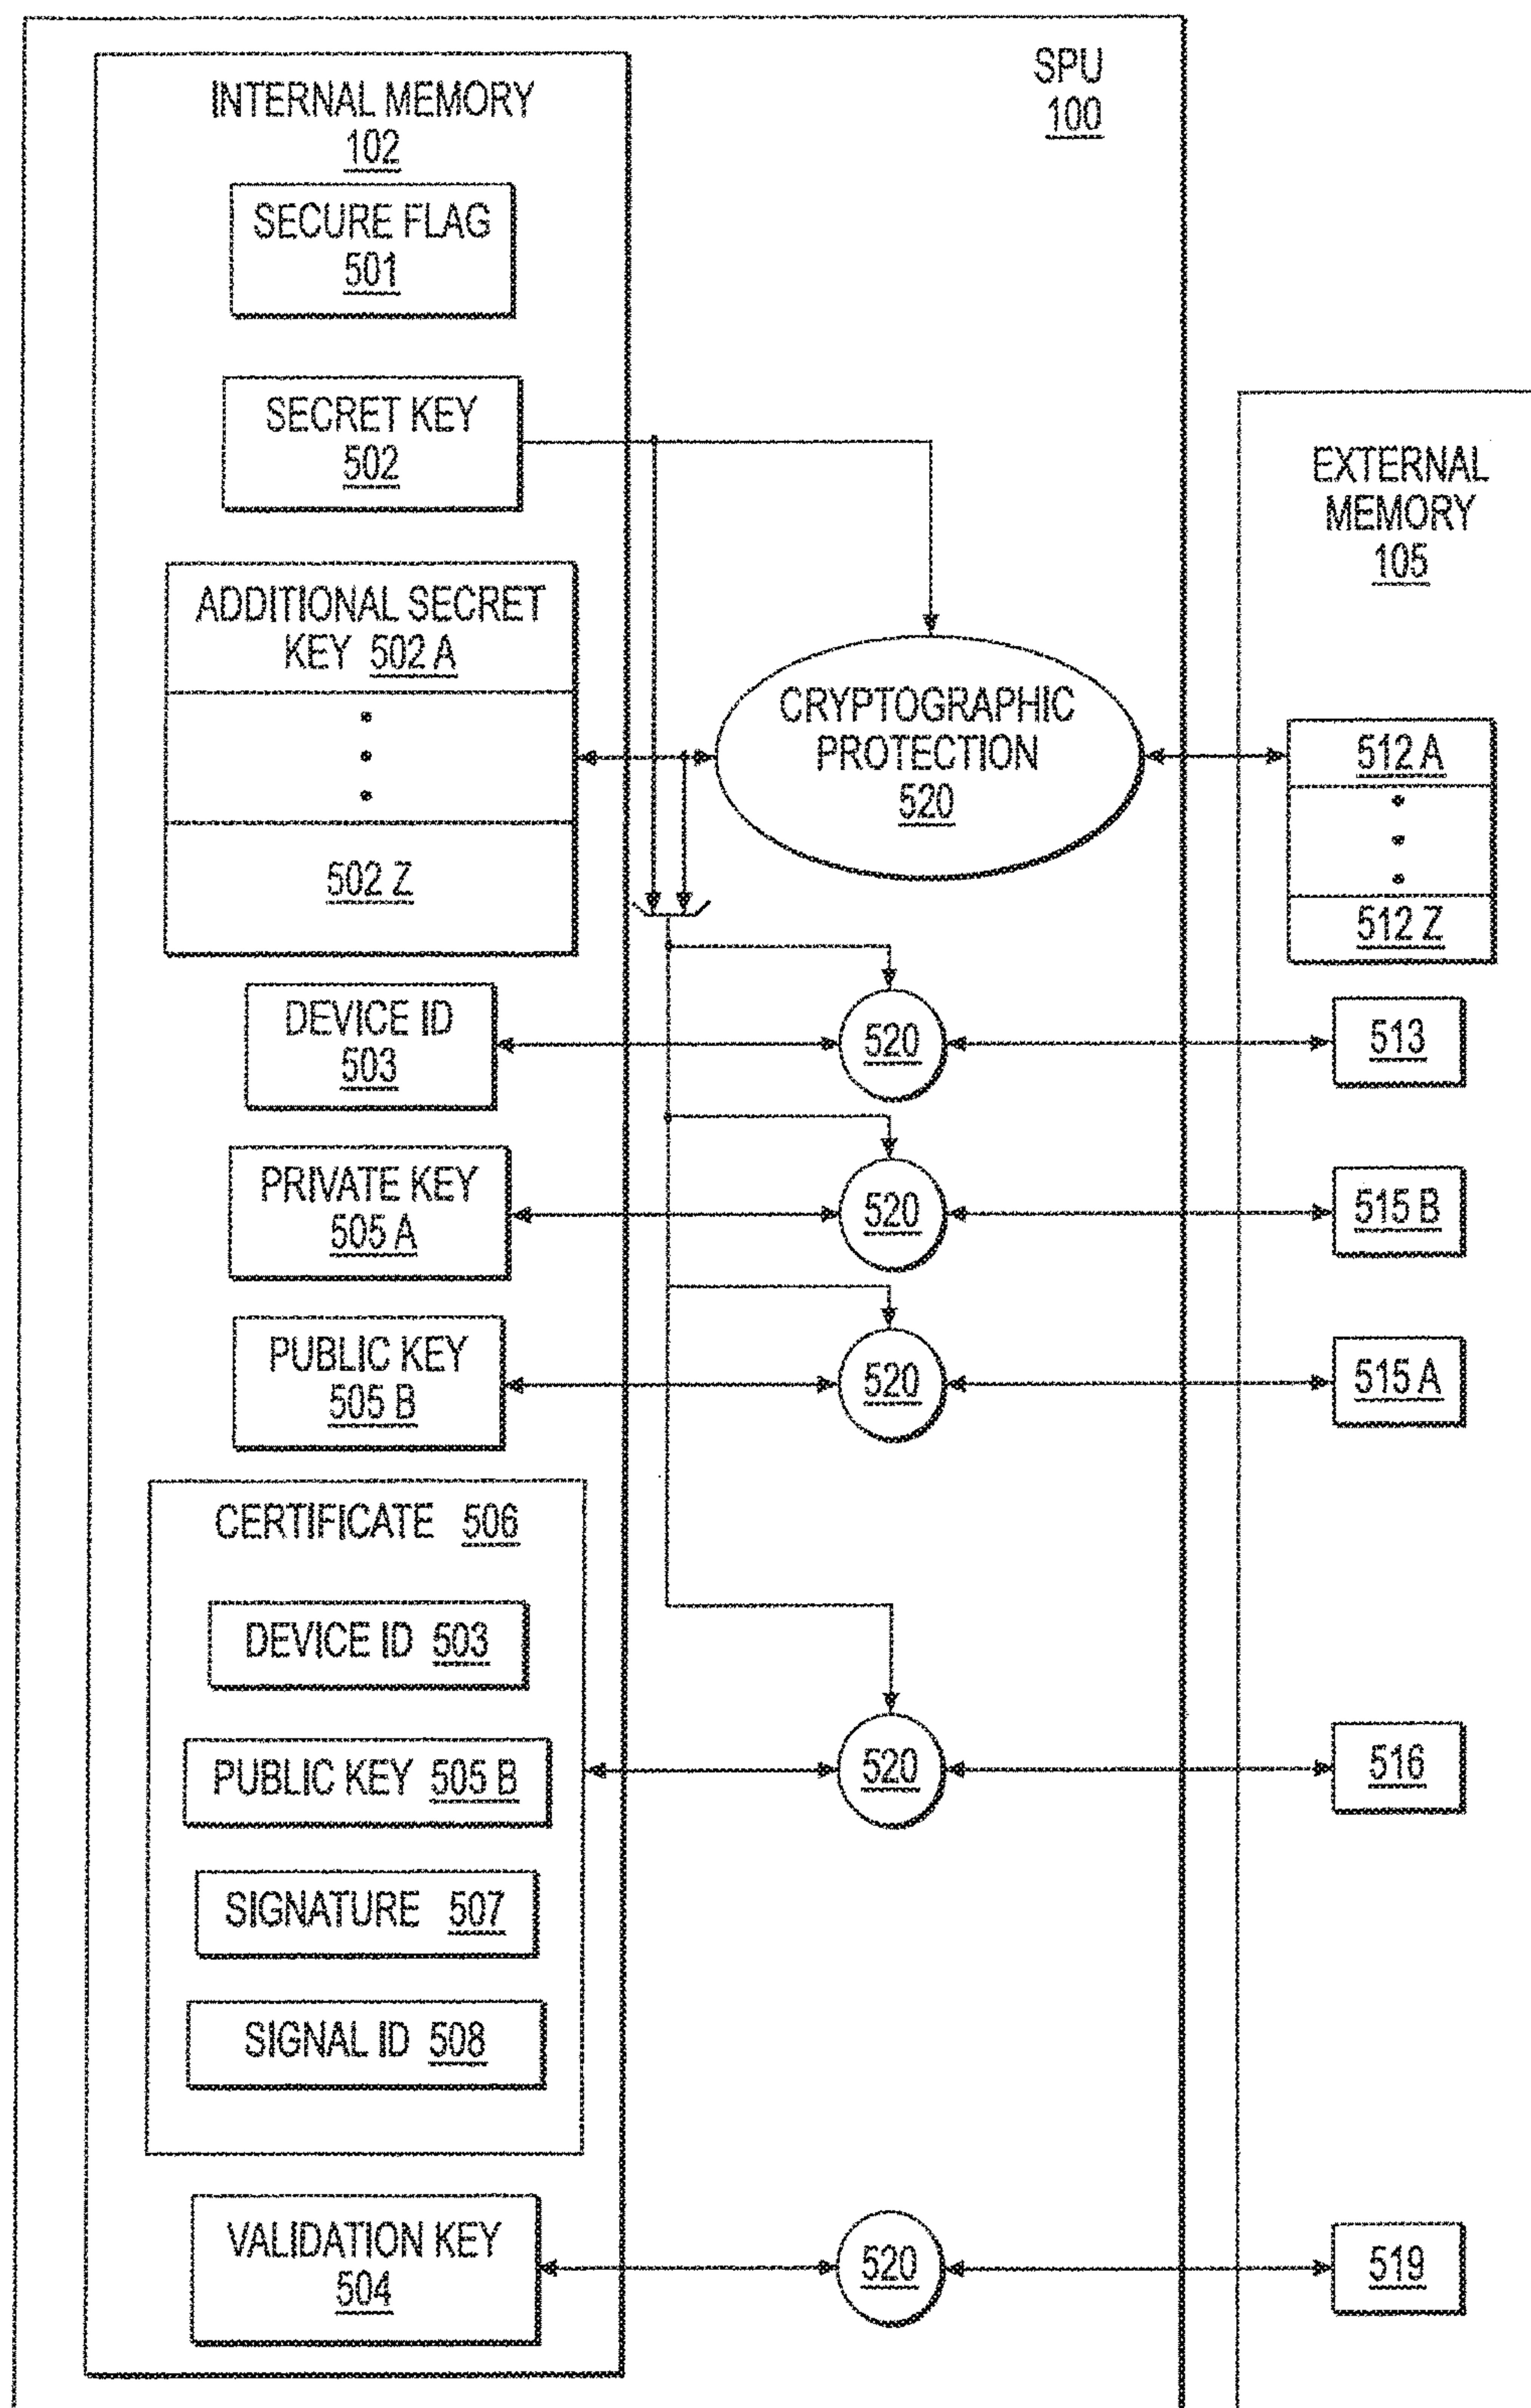 SPU
100
INTERNAL MEMORY
102
SECURE FLAG
501
SECRET KEY
502
EXTERNAL
MEMORY
105
ADDITIONAL SECRET
KEY 502 A
502 Z
CRYPTOGRAPHIC
PROTECTION
520
512 A
512 Z
DEVICE ID
503
520
513
PRIVATE KEY
505 A
520
515 B
PUBLIC KEY
505 B
520
515 A
CERTIFICATE 506
DEVICE ID 503
PUBLIC KEY 505 B
SIGNATURE 507
SIGNAL ID 508
520
516
VALIDATION KEY
504
520
519